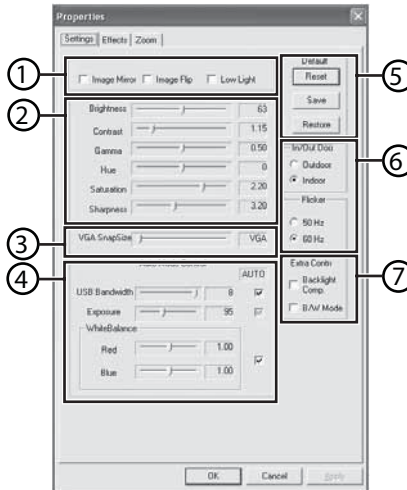 Properties
Settings Effects Zoom
1
Image Mirror Image Flip Low Light
2
Brightness 63
Contrast 1.15
Gamma 0.50
Hue 0
Saturation 2.20
Sharpness 3.20
3
VGA SnapSize VGA
4
AUTO
USB Bandwidth 8
Exposure 95
WhiteBalance
Red 1.00
Blue 1.00
5
Default
Reset
Save
Restore
6
In/Out Doo
Outdoor
Indoor
Flicker
50 Hz
60 Hz
7
Extra Contr
Backlight
Comp.
B/W Mode
OK Cancel Apply